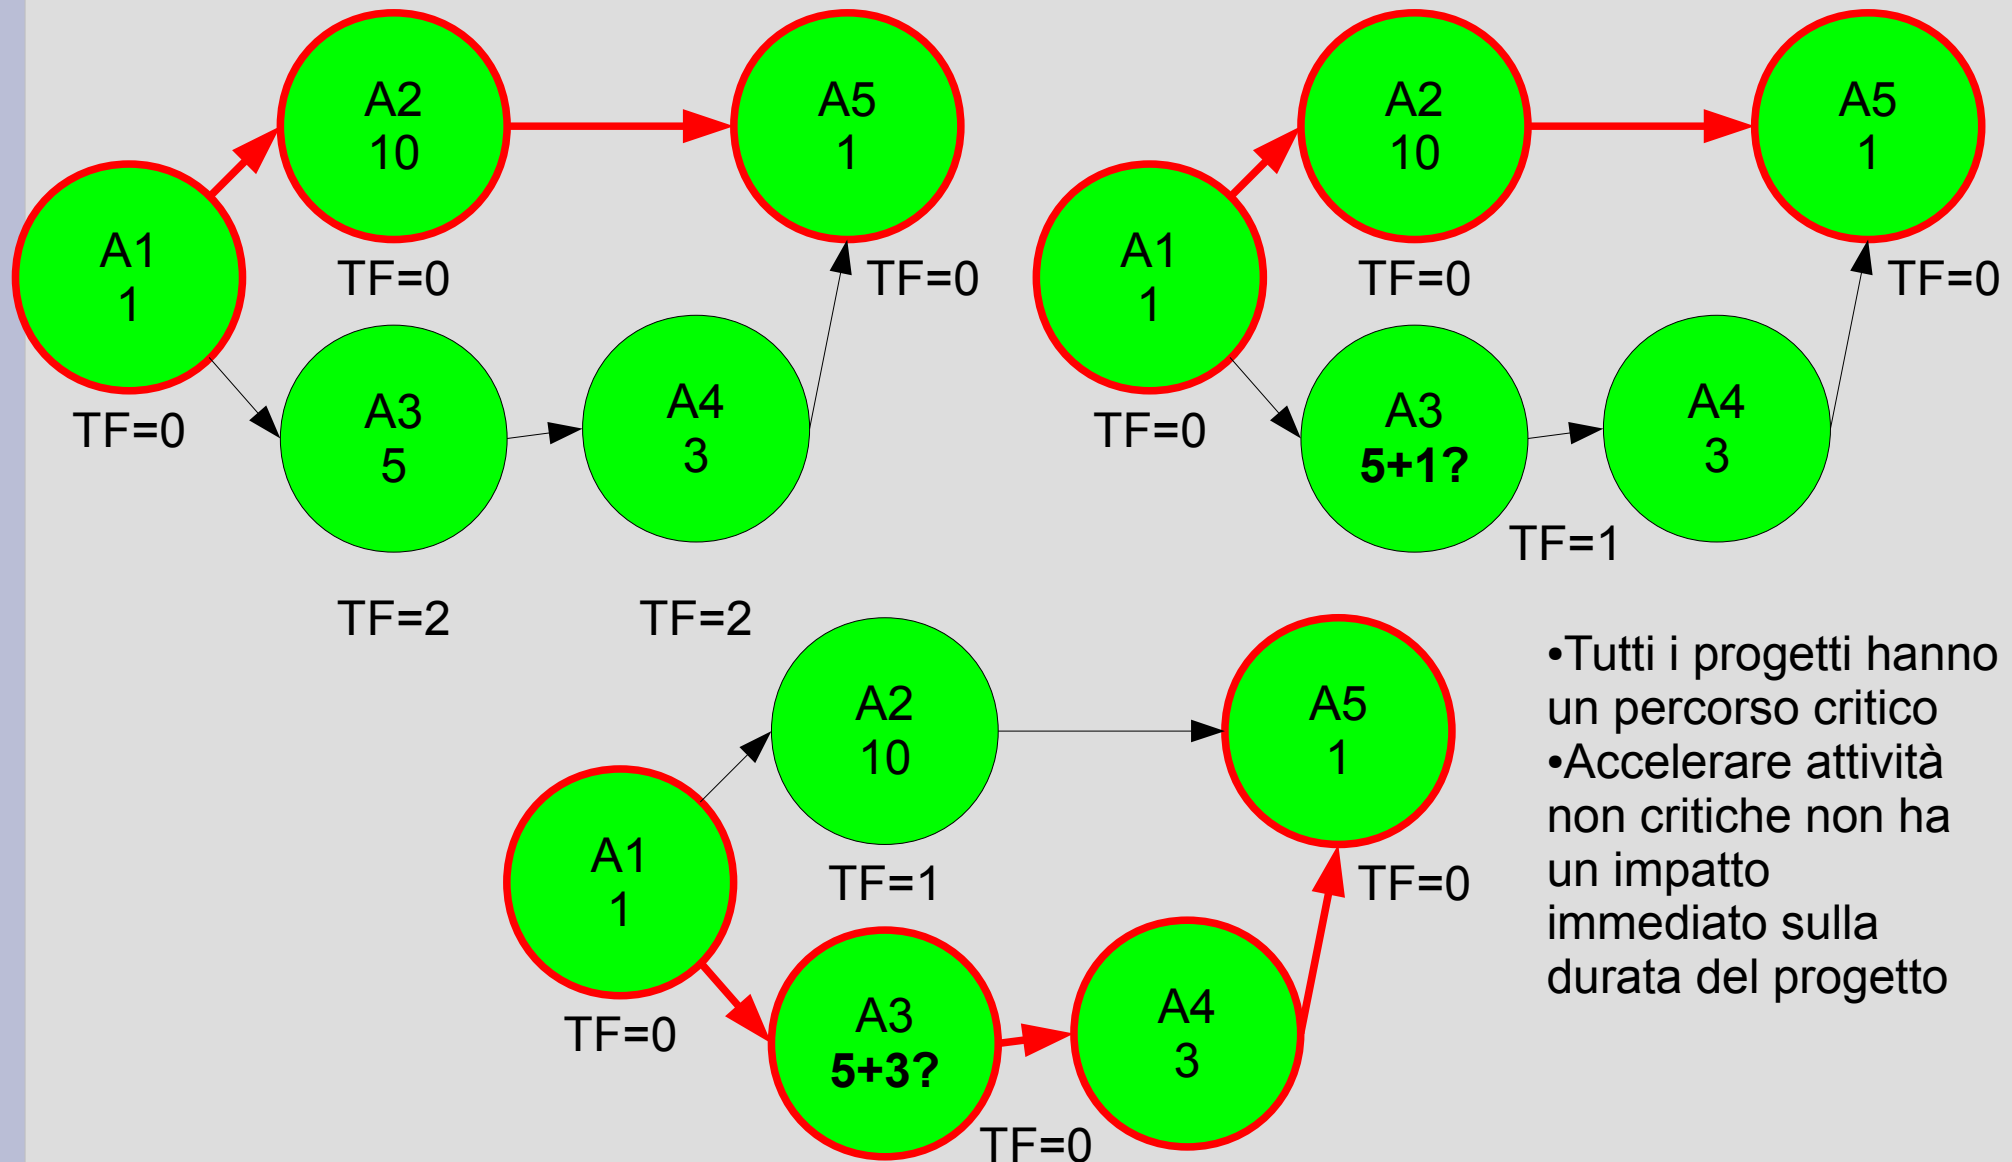 A2
10
A5
1
A1
1
TF=0
TF=0
TF=0
A3
5
A4
3
TF=2
TF=2
A2
10
A5
1
A1
1
TF=0
TF=0
TF=0
A3
5+1?
A4
3
TF=1
A2
10
A5
1
A1
1
TF=1
TF=0
TF=0
A3
5+3?
A4
3
TF=0
•Tutti i progetti hanno
un percorso critico
•Accelerare attività
non critiche non ha
un impatto
immediato sulla
durata del progetto